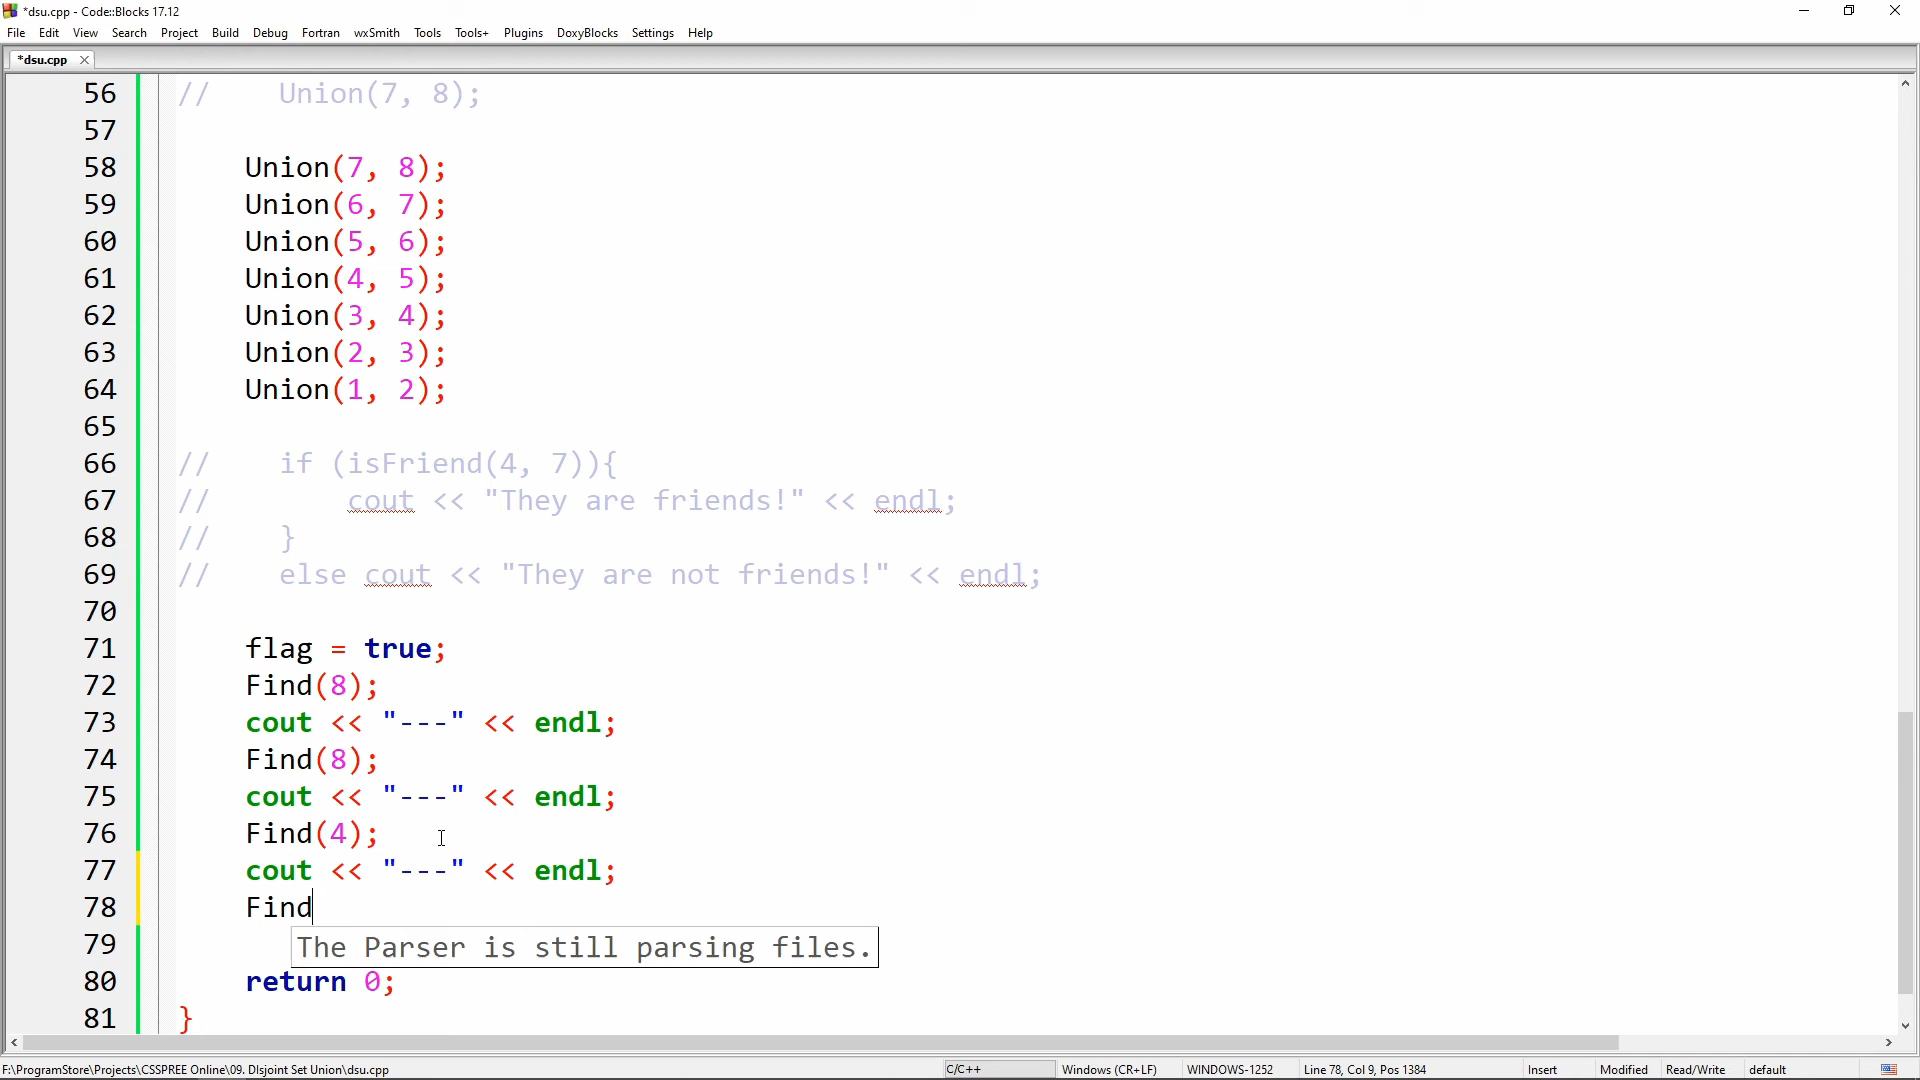 *dsu.cpp - Code::Blocks 17.12
File Edit View Search Project Build Debug Fortran wxSmith Tools Tools+ Plugins DoxyBlocks Settings Help
*dsu.cpp
56 // Union(7, 8);
57
58 Union(7, 8);
59 Union(6, 7);
60 Union(5, 6);
61 Union(4, 5);
62 Union(3, 4);
63 Union(2, 3);
64 Union(1, 2);
65
66 // if (isFriend(4, 7)){
67 // cout << "They are friends!" << endl;
68 // }
69 // else cout << "They are not friends!" << endl;
70
71 flag = true;
72 Find(8);
73 cout << "---" << endl;
74 Find(8);
75 cout << "---" << endl;
76 Find(4);
77 cout << "---" << endl;
78 Find
79 The Parser is still parsing files.
80 return 0;
81 }
F:\ProgramStore\Projects\CSSPREE Online\09. DIsjoint Set Union\dsu.cpp C/C++ Windows (CR+LF) WINDOWS-1252 Line 78, Col 9, Pos 1384 Insert Modified Read/Write default